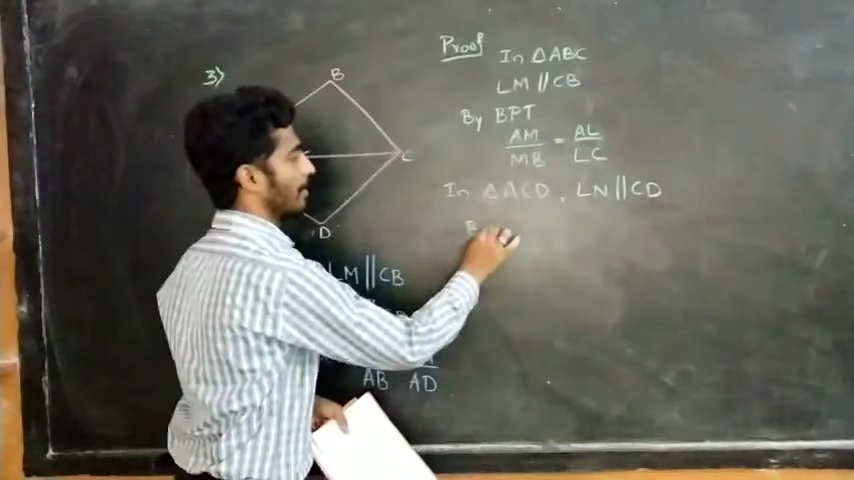 3>
B
C
D
LM || CB
AB AD
Proof In △ABC
LM || CB
By BPT
AM/MB = AL/LC
In △ACD, LN || CD
B